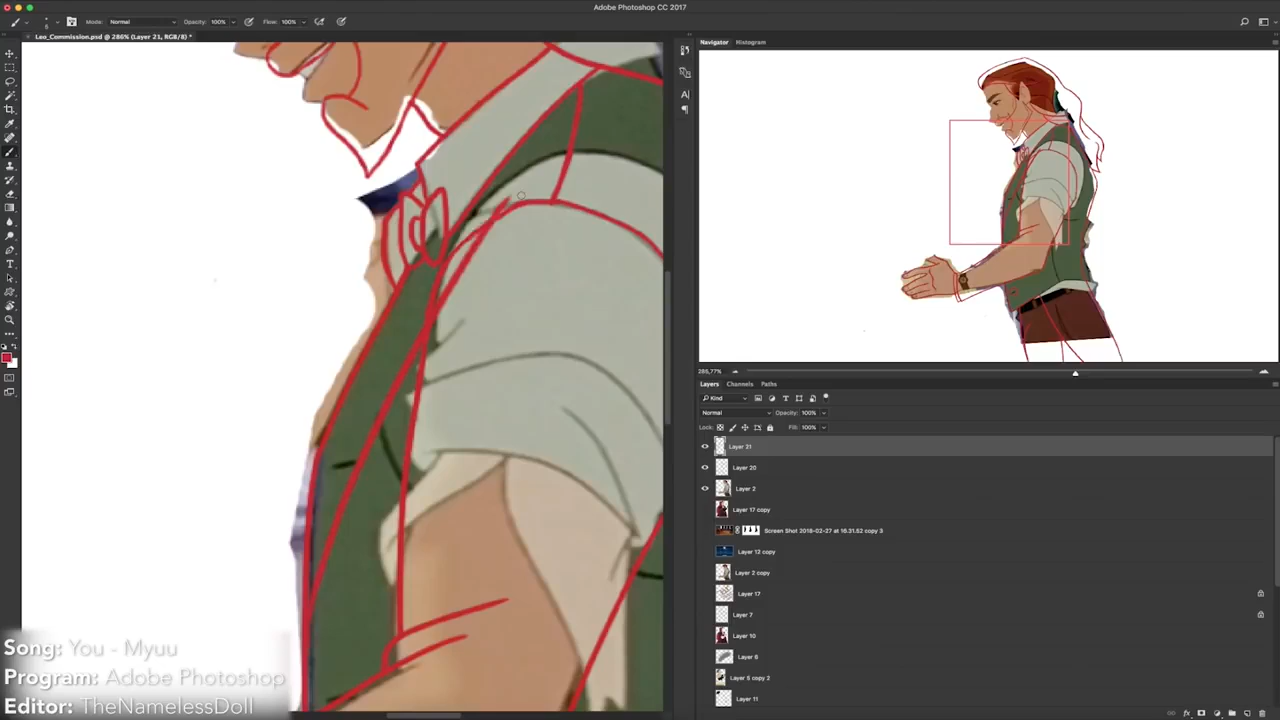 Adobe Photoshop CC 2017
Mode: Normal Opacity: 100% Flow: 100%
Leo_Commission.psd @ 286% (Layer 21, RGB/8) *
Navigator Histogram
285,77%
Layers Channels Paths
Kind
Normal Opacity: 100%
Lock: Fill: 100%
Layer 21
Layer 20
Layer 2
Layer 17 copy
Screen Shot 2018-02-27 at 16.31.52 copy 3
Layer 12 copy
Layer 2 copy
Layer 17
Layer 7
Layer 10
Layer 6
Layer 5 copy 2
Layer 11
Song: You - Myuu
Program: Adobe Photoshop
Editor: TheNamelessDoll